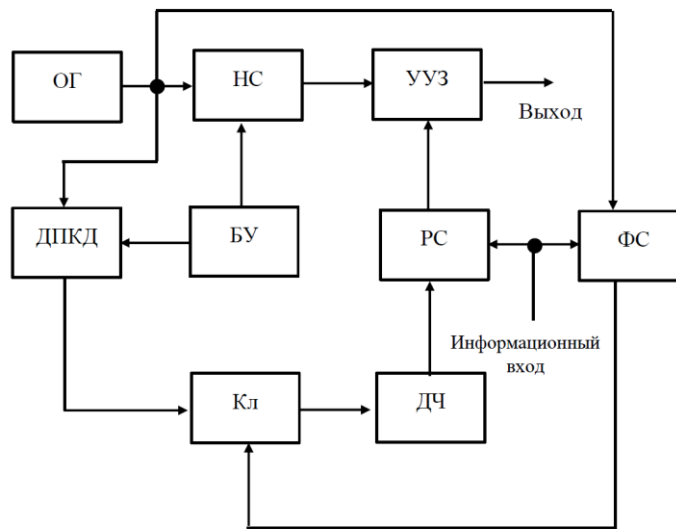 ОГ
НС
УУЗ
Выход
ДПКД
БУ
РС
ФС
Информационный
вход
Кл
ДЧ